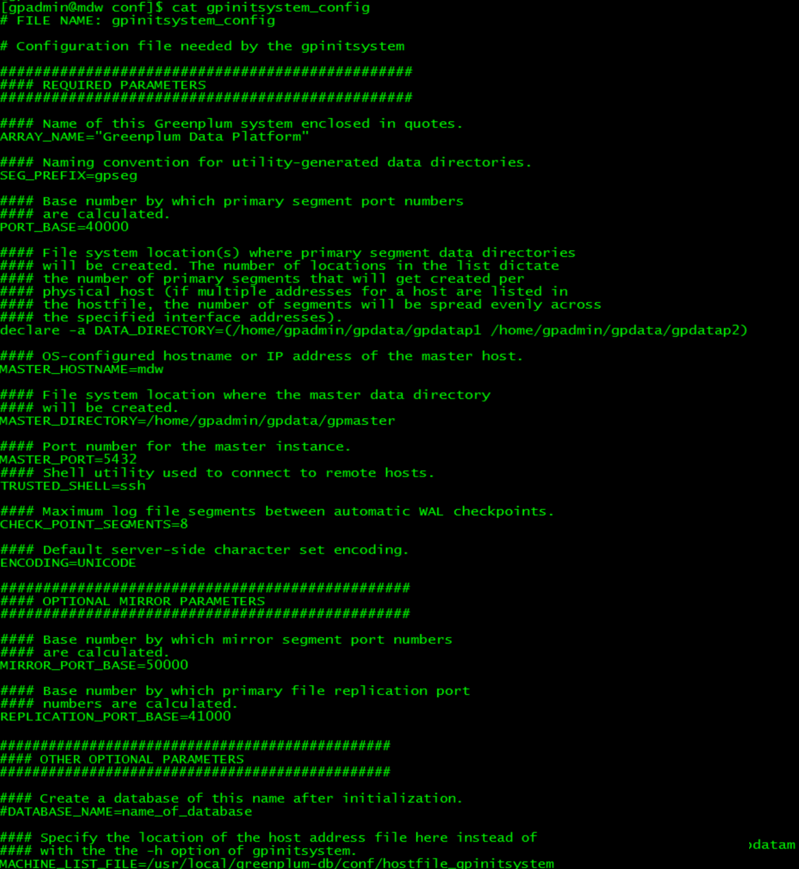 [gpadmin@mdw conf]$ cat gpinitsystem_config
# FILE NAME: gpinitsystem_config
# Configuration file needed by the gpinitsystem
################################################
#### REQUIRED PARAMETERS
################################################
#### Name of this Greenplum system enclosed in quotes.
ARRAY_NAME="Greenplum Data Platform"
#### Naming convention for utility-generated data directories.
SEG_PREFIX=gpseg
#### Base number by which primary segment port numbers
#### are calculated.
PORT_BASE=40000
#### File system location(s) where primary segment data directories
#### will be created. The number of locations in the list dictate
#### the number of primary segments that will get created per
#### physical host (if multiple addresses for a host are listed in
#### the hostfile, the number of segments will be spread evenly across
#### the specified interface addresses).
declare -a DATA_DIRECTORY=(/home/gpadmin/gpdata/gpdatap1 /home/gpadmin/gpdata/gpdatap2)
#### OS-configured hostname or IP address of the master host.
MASTER_HOSTNAME=mdw
#### File system location where the master data directory
#### will be created.
MASTER_DIRECTORY=/home/gpadmin/gpdata/gpmaster
#### Port number for the master instance.
MASTER_PORT=5432
#### Shell utility used to connect to remote hosts.
TRUSTED_SHELL=ssh
#### Maximum log file segments between automatic WAL checkpoints.
CHECK_POINT_SEGMENTS=8
#### Default server-side character set encoding.
ENCODING=UNICODE
################################################
#### OPTIONAL MIRROR PARAMETERS
################################################
#### Base number by which mirror segment port numbers
#### are calculated.
MIRROR_PORT_BASE=50000
#### Base number by which primary file replication port
#### numbers are calculated.
REPLICATION_PORT_BASE=41000
################################################
#### OTHER OPTIONAL PARAMETERS
################################################
#### Create a database of this name after initialization.
#DATABASE_NAME=name_of_database
#### Specify the location of the host address file here instead of
#### with the the -h option of gpinitsystem.
MACHINE_LIST_FILE=/usr/local/greenplum-db/conf/hostfile_gpinitsystem